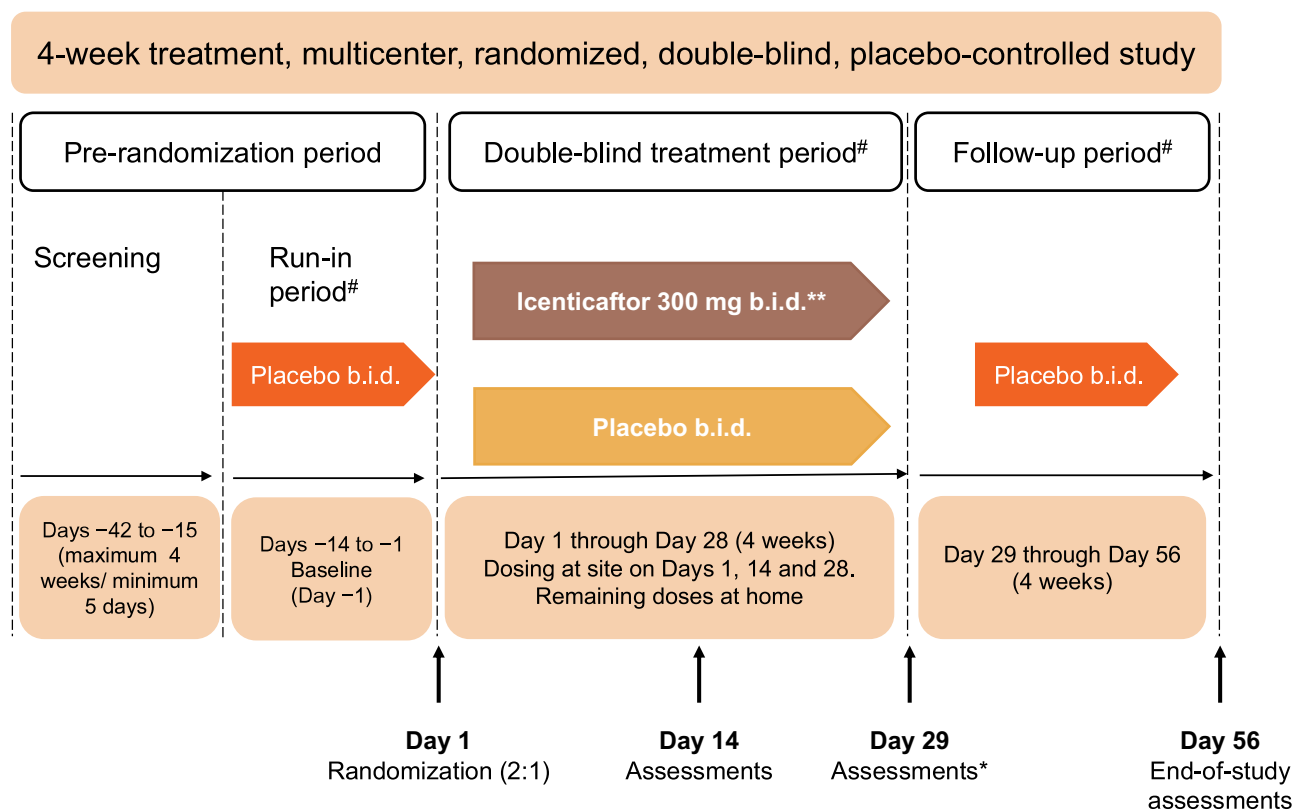 4-week treatment, multicenter, randomized, double-blind, placebo-controlled study
Pre-randomization period
Double-blind treatment period#
Follow-up period#
Screening
Run-in
period#
Icenticaftor 300 mg b.i.d.**
Placebo b.i.d.
Placebo b.i.d.
Placebo b.i.d.
Days −42 to −15
(maximum 4
weeks/ minimum
5 days)
Days −14 to −1
Baseline
(Day −1)
Day 1 through Day 28 (4 weeks)
Dosing at site on Days 1, 14 and 28.
Remaining doses at home
Day 29 through Day 56
(4 weeks)
Day 1
Randomization (2:1)
Day 14
Assessments
Day 29
Assessments*
Day 56
End-of-study
assessments